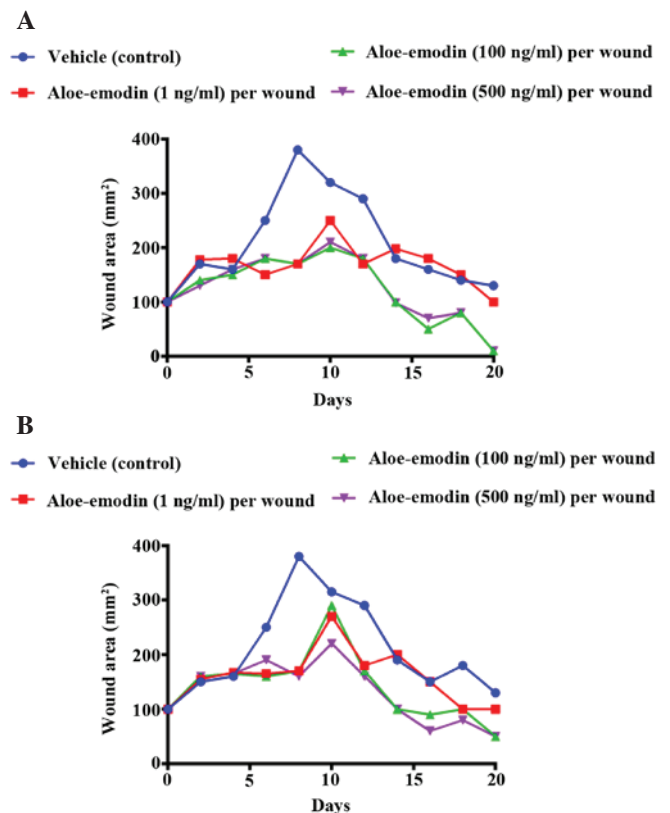 A
Vehicle (control)
Aloe-emodin (100 ng/ml) per wound
Aloe-emodin (1 ng/ml) per wound
Aloe-emodin (500 ng/ml) per wound
Wound area (mm²)
400
300
200
100
0
0 5 10 15 20
Days
B
Vehicle (control)
Aloe-emodin (100 ng/ml) per wound
Aloe-emodin (1 ng/ml) per wound
Aloe-emodin (500 ng/ml) per wound
Wound area (mm²)
400
300
200
100
0
0 5 10 15 20
Days